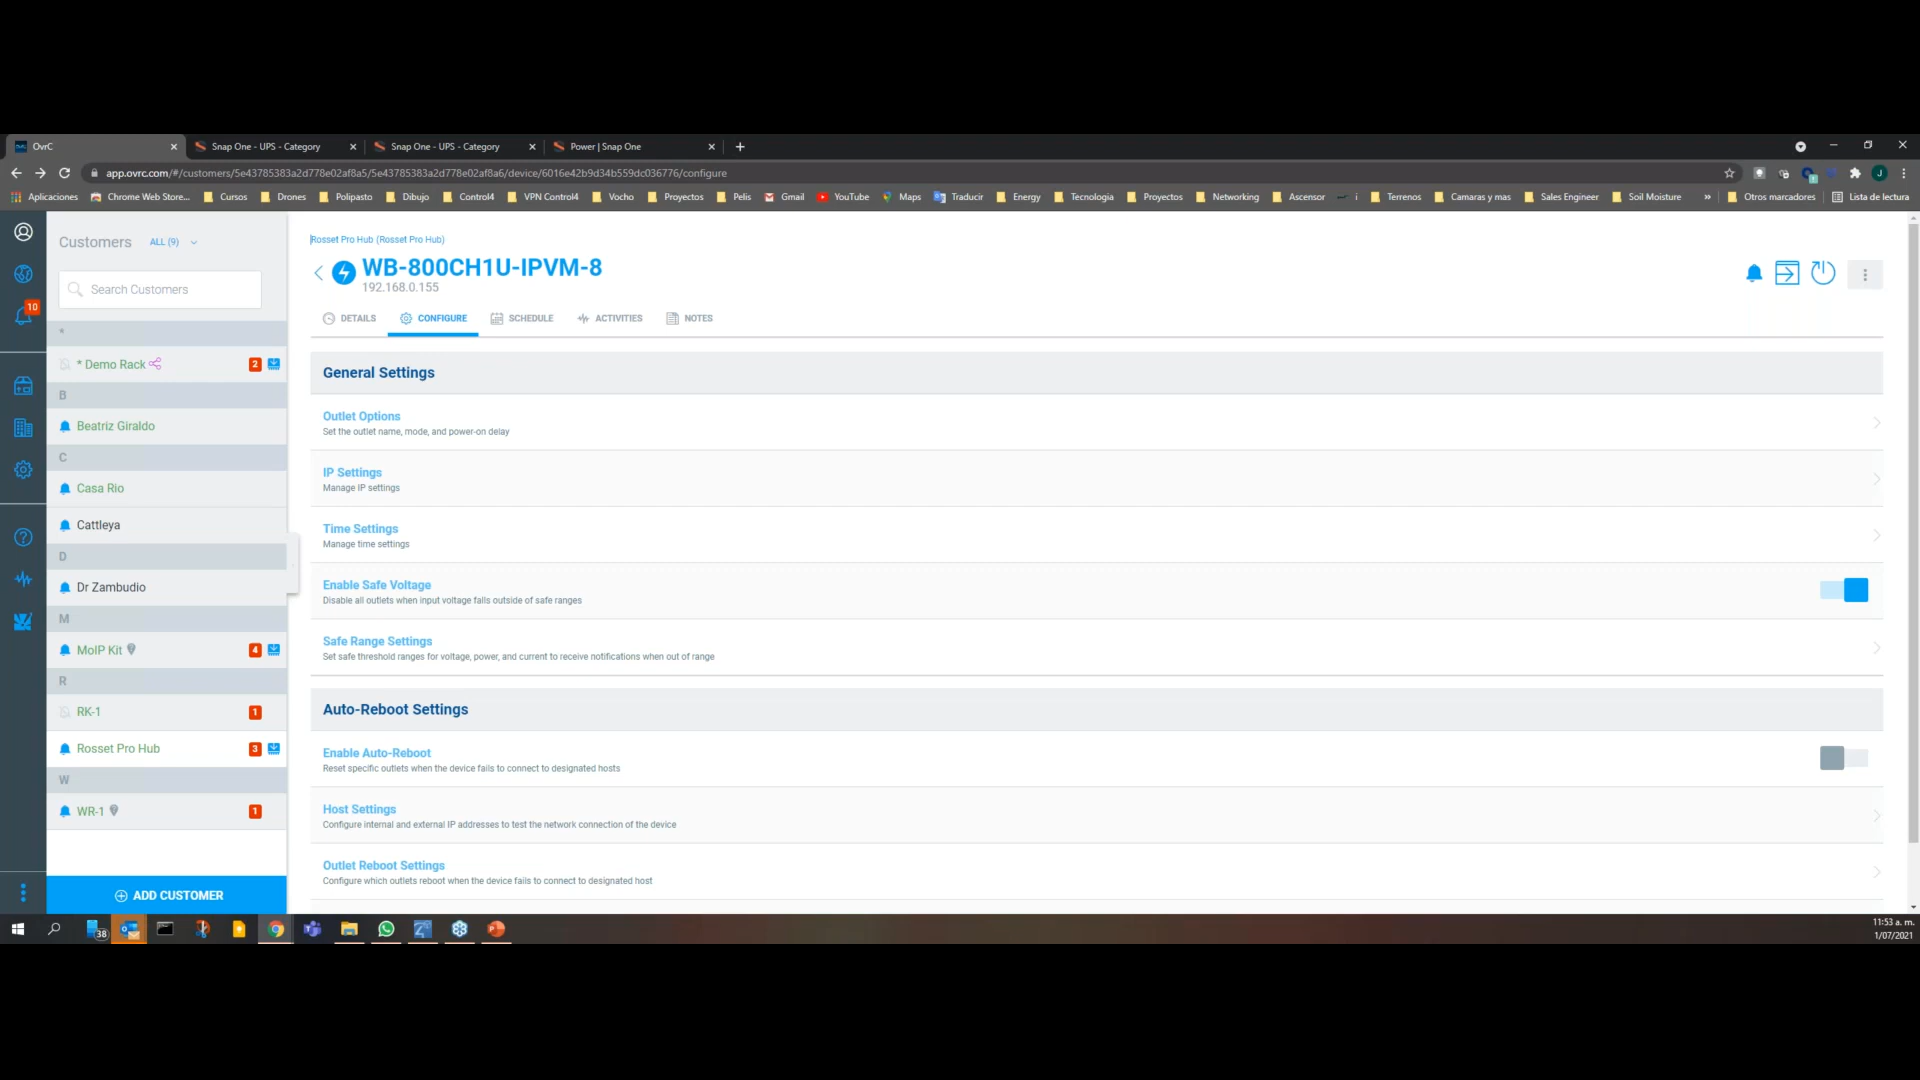 OvrC
Snap One - UPS - Category
Snap One - UPS - Category
Power | Snap One
app.ovrc.com/#/customers/5e43785383a2d778e02af8a5/5e43785383a2d778e02af8a6/device/6016e42b9d34b559dc036776/configure
J
Aplicaciones
Chrome Web Store...
Cursos
Drones
Polipasto
Dibujo
Control4
VPN Control4
Vocho
Proyectos
Pelis
Gmail
YouTube
Maps
Traducir
Energy
Tecnologia
Proyectos
Networking
Ascensor
i
Terrenos
Camaras y mas
Sales Engineer
Soil Moisture
»
Otros marcadores
Lista de lectura
10
Customers
ALL (9)
Search Customers
*
* Demo Rack
2
B
Beatriz Giraldo
C
Casa Rio
Cattleya
D
Dr Zambudio
M
MoIP Kit
4
R
RK-1
1
Rosset Pro Hub
3
W
WR-1
1
ADD CUSTOMER
Rosset Pro Hub (Rosset Pro Hub)
WB-800CH1U-IPVM-8
192.168.0.155
DETAILS
CONFIGURE
SCHEDULE
ACTIVITIES
NOTES
General Settings
Outlet Options
Set the outlet name, mode, and power-on delay
IP Settings
Manage IP settings
Time Settings
Manage time settings
Enable Safe Voltage
Disable all outlets when input voltage falls outside of safe ranges
Safe Range Settings
Set safe threshold ranges for voltage, power, and current to receive notifications when out of range
Auto-Reboot Settings
Enable Auto-Reboot
Reset specific outlets when the device fails to connect to designated hosts
Host Settings
Configure internal and external IP addresses to test the network connection of the device
Outlet Reboot Settings
Configure which outlets reboot when the device fails to connect to designated host
38
11:53 a. m.
1/07/2021